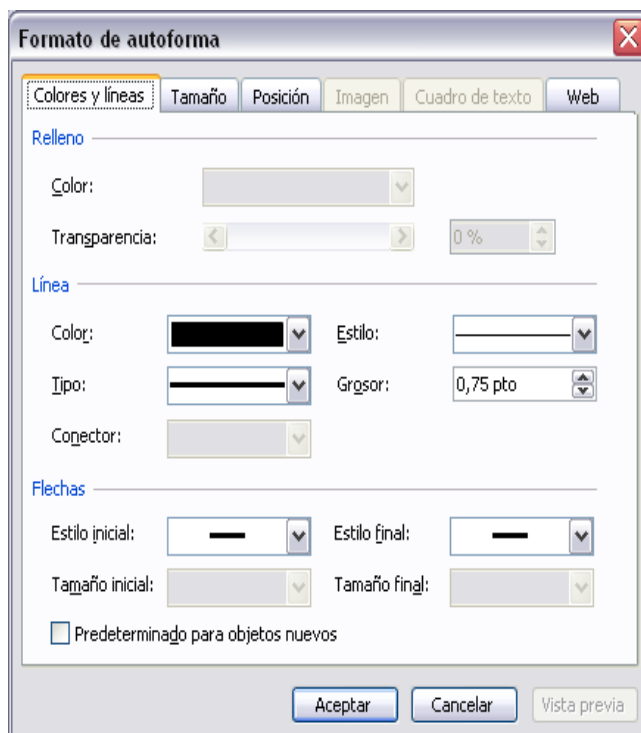 Formato de autoforma
Colores y líneas Tamaño Posición Imagen Cuadro de texto Web
Relleno
Color:
Transparencia: 0 %
Línea
Color: Estilo:
Tipo: Grosor: 0,75 pto
Conector:
Flechas
Estilo inicial: Estilo final:
Tamaño inicial: Tamaño final:
Predeterminado para objetos nuevos
Aceptar Cancelar Vista previa